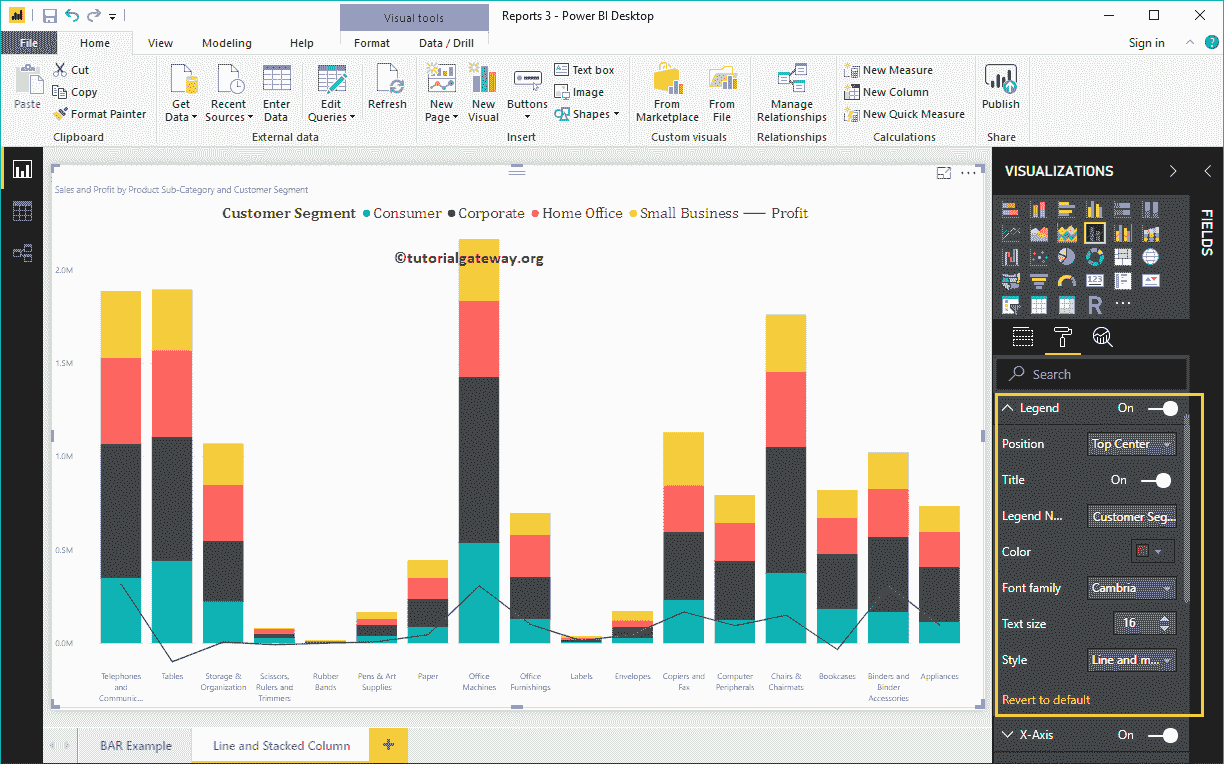 Visual tools
Reports 3 - Power BI Desktop
File Home View Modeling Help Format Data / Drill Sign in ?
Paste
Cut
Copy
Format Painter
Clipboard
Get Data
Recent Sources
Enter Data
Edit Queries
External data
Refresh
New Page
New Visual
Buttons
Text box
Image
Shapes
Insert
From Marketplace
From File
Custom visuals
Manage Relationships
Relationships
New Measure
New Column
New Quick Measure
Calculations
Publish
Share
Sales and Profit by Product Sub-Category and Customer Segment
Customer Segment Consumer Corporate Home Office Small Business Profit
©tutorialgateway.org
2.0M
1.5M
1.0M
0.5M
0.0M
Telephones and Communic...
Tables
Storage & Organization
Scissors, Rulers and Trimmers
Rubber Bands
Pens & Art Supplies
Paper
Office Machines
Office Furnishings
Labels
Envelopes
Copiers and Fax
Computer Peripherals
Chairs & Chairmats
Bookcases
Binders and Binder Accessories
Appliances
VISUALIZATIONS
123
R
...
FIELDS
Search
Legend On
Position Top Center
Title On
Legend N... Customer Seg...
Color
Font family Cambria
Text size 16
Style Line and m...
Revert to default
X-Axis On
BAR Example Line and Stacked Column +